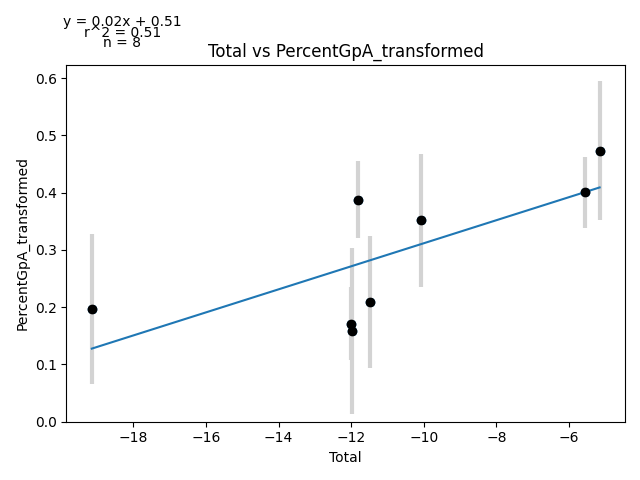 y = 0.02x + 0.51
r^2 = 0.51
n = 8
Total vs PercentGpA_transformed
PercentGpA_transformed
0.6
0.5
0.4
0.3
0.2
0.1
0.0
−18 −16 −14 −12 −10 −8 −6
Total